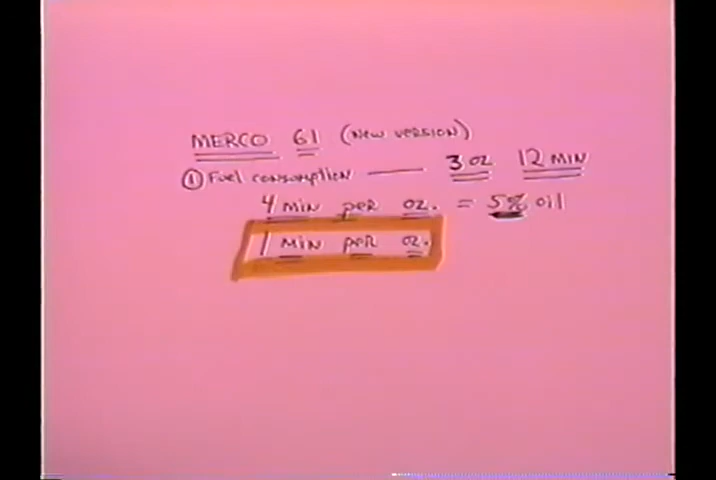 MERCO 61 (NEW VERSION)
① Fuel consumption —— 3 oz 12 MIN
4 MIN per oz. = 5% oil
1 MIN per oz.